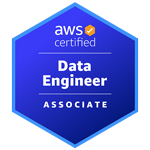 aws
certified
Data
Engineer
ASSOCIATE